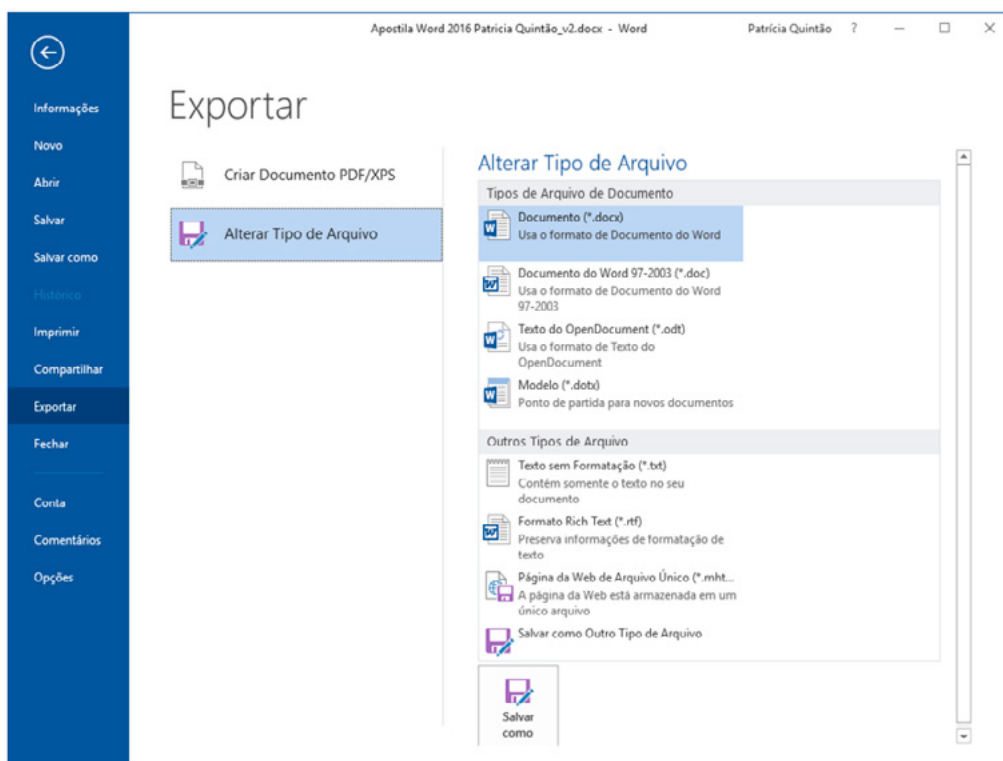 Apostila Word 2016 Patricia Quintão_v2.docx - Word
Patrícia Quintão ?
Informações
Novo
Abrir
Salvar
Salvar como
Histórico
Imprimir
Compartilhar
Exportar
Fechar
Conta
Comentários
Opções
Exportar
Criar Documento PDF/XPS
Alterar Tipo de Arquivo
Alterar Tipo de Arquivo
Tipos de Arquivo de Documento
Documento (*.docx)
Usa o formato de Documento do Word
Documento do Word 97-2003 (*.doc)
Usa o formato de Documento do Word
97-2003
Texto do OpenDocument (*.odt)
Usa o formato de Texto do
OpenDocument
Modelo (*.dotx)
Ponto de partida para novos documentos
Outros Tipos de Arquivo
Texto sem Formatação (*.txt)
Contém somente o texto no seu
documento
Formato Rich Text (*.rtf)
Preserva informações de formatação de
texto
Página da Web de Arquivo Único (*.mht...
A página da Web está armazenada em um
único arquivo
Salvar como Outro Tipo de Arquivo
Salvar
como